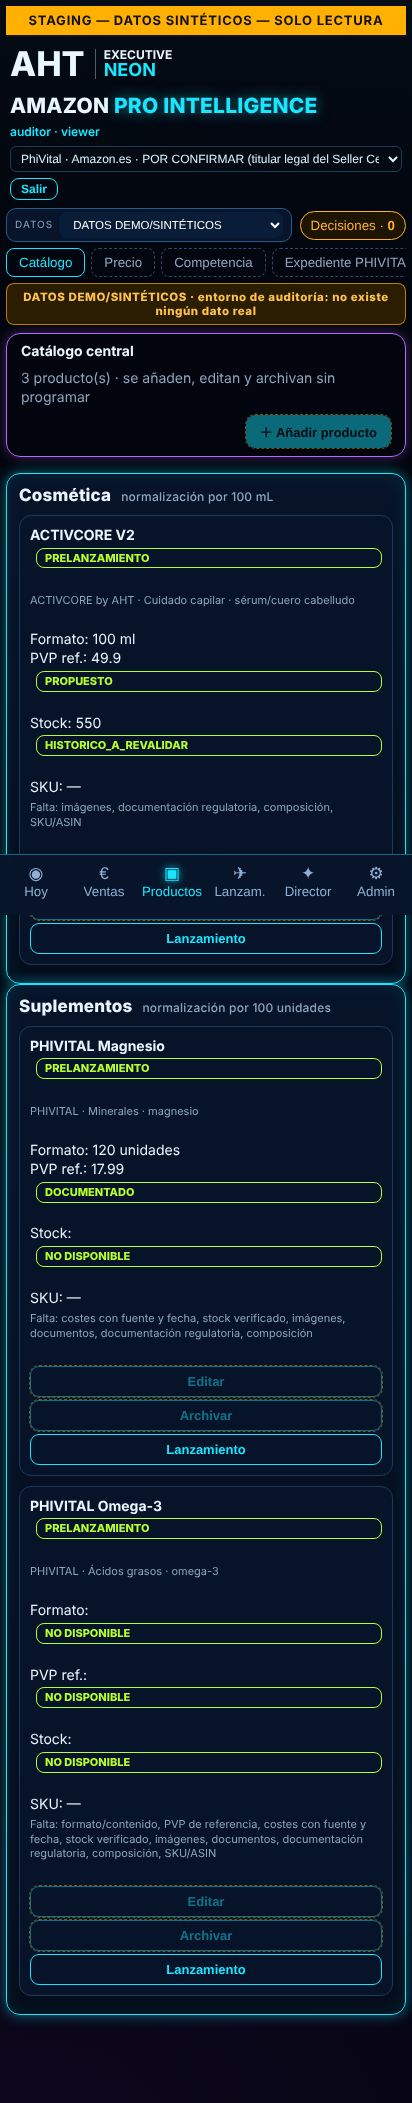 STAGING — DATOS SINTÉTICOS — SOLO LECTURA
AHT
EXECUTIVE
NEON
AMAZON PRO INTELLIGENCE
auditor · viewer
PhiVital · Amazon.es · POR CONFIRMAR (titular legal del Seller Ce
Salir
DATOS
DATOS DEMO/SINTÉTICOS
Decisiones · 0
Catálogo
Precio
Competencia
Expediente PHIVITA
DATOS DEMO/SINTÉTICOS · entorno de auditoría: no existe
ningún dato real
Catálogo central
3 producto(s) · se añaden, editan y archivan sin
programar
＋ Añadir producto
Cosmética normalización por 100 mL
ACTIVCORE V2
PRELANZAMIENTO
ACTIVCORE by AHT · Cuidado capilar · sérum/cuero cabelludo
Formato: 100 ml
PVP ref.: 49.9
PROPUESTO
Stock: 550
HISTORICO_A_REVALIDAR
SKU: —
Falta: imágenes, documentación regulatoria, composición,
SKU/ASIN
◉
Hoy
€
Ventas
▣
Productos
✈
Lanzam.
✦
Director
⚙
Admin
Lanzamiento
Suplementos normalización por 100 unidades
PHIVITAL Magnesio
PRELANZAMIENTO
PHIVITAL · Minerales · magnesio
Formato: 120 unidades
PVP ref.: 17.99
DOCUMENTADO
Stock:
NO DISPONIBLE
SKU: —
Falta: costes con fuente y fecha, stock verificado, imágenes,
documentos, documentación regulatoria, composición
Editar
Archivar
Lanzamiento
PHIVITAL Omega-3
PRELANZAMIENTO
PHIVITAL · Ácidos grasos · omega-3
Formato:
NO DISPONIBLE
PVP ref.:
NO DISPONIBLE
Stock:
NO DISPONIBLE
SKU: —
Falta: formato/contenido, PVP de referencia, costes con fuente y
fecha, stock verificado, imágenes, documentos, documentación
regulatoria, composición, SKU/ASIN
Editar
Archivar
Lanzamiento